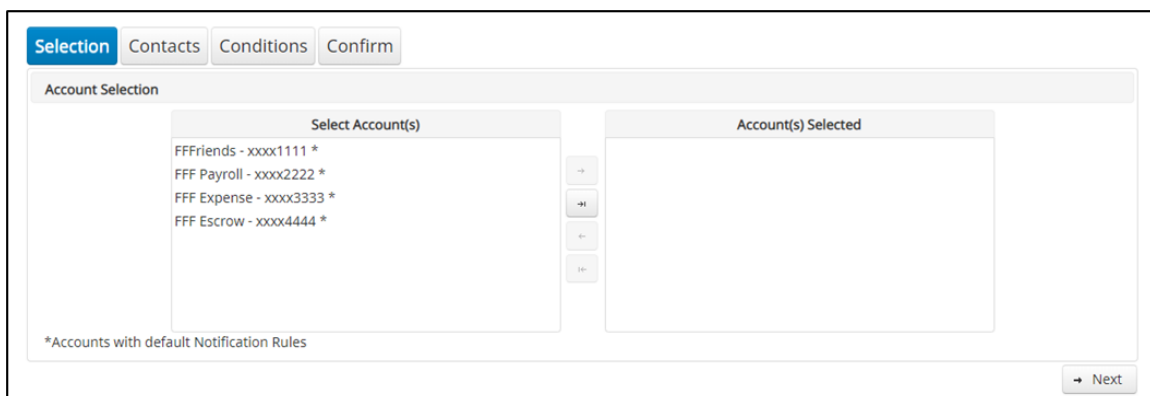 Selection Contacts Conditions Confirm
Account Selection
Select Account(s) Account(s) Selected
FFFriends - xxxx1111 *
FFF Payroll - xxxx2222 *
FFF Expense - xxxx3333 *
FFF Escrow - xxxx4444 *
*Accounts with default Notification Rules
Next